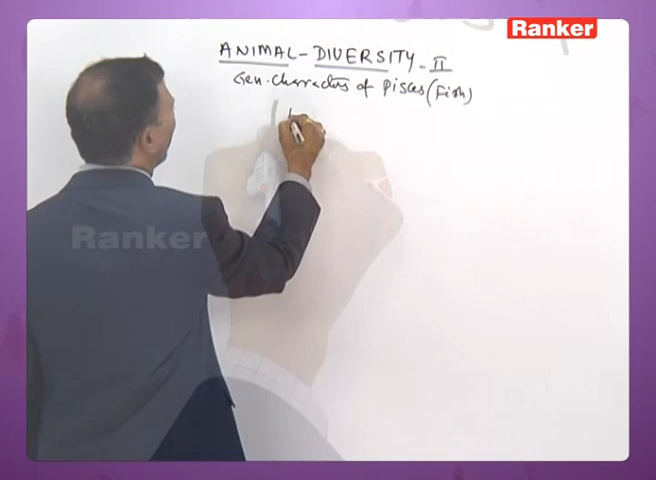 Ranker
ANIMAL-DIVERSITY-II
Gen. Characters of Pisces (Fish)
Ranker